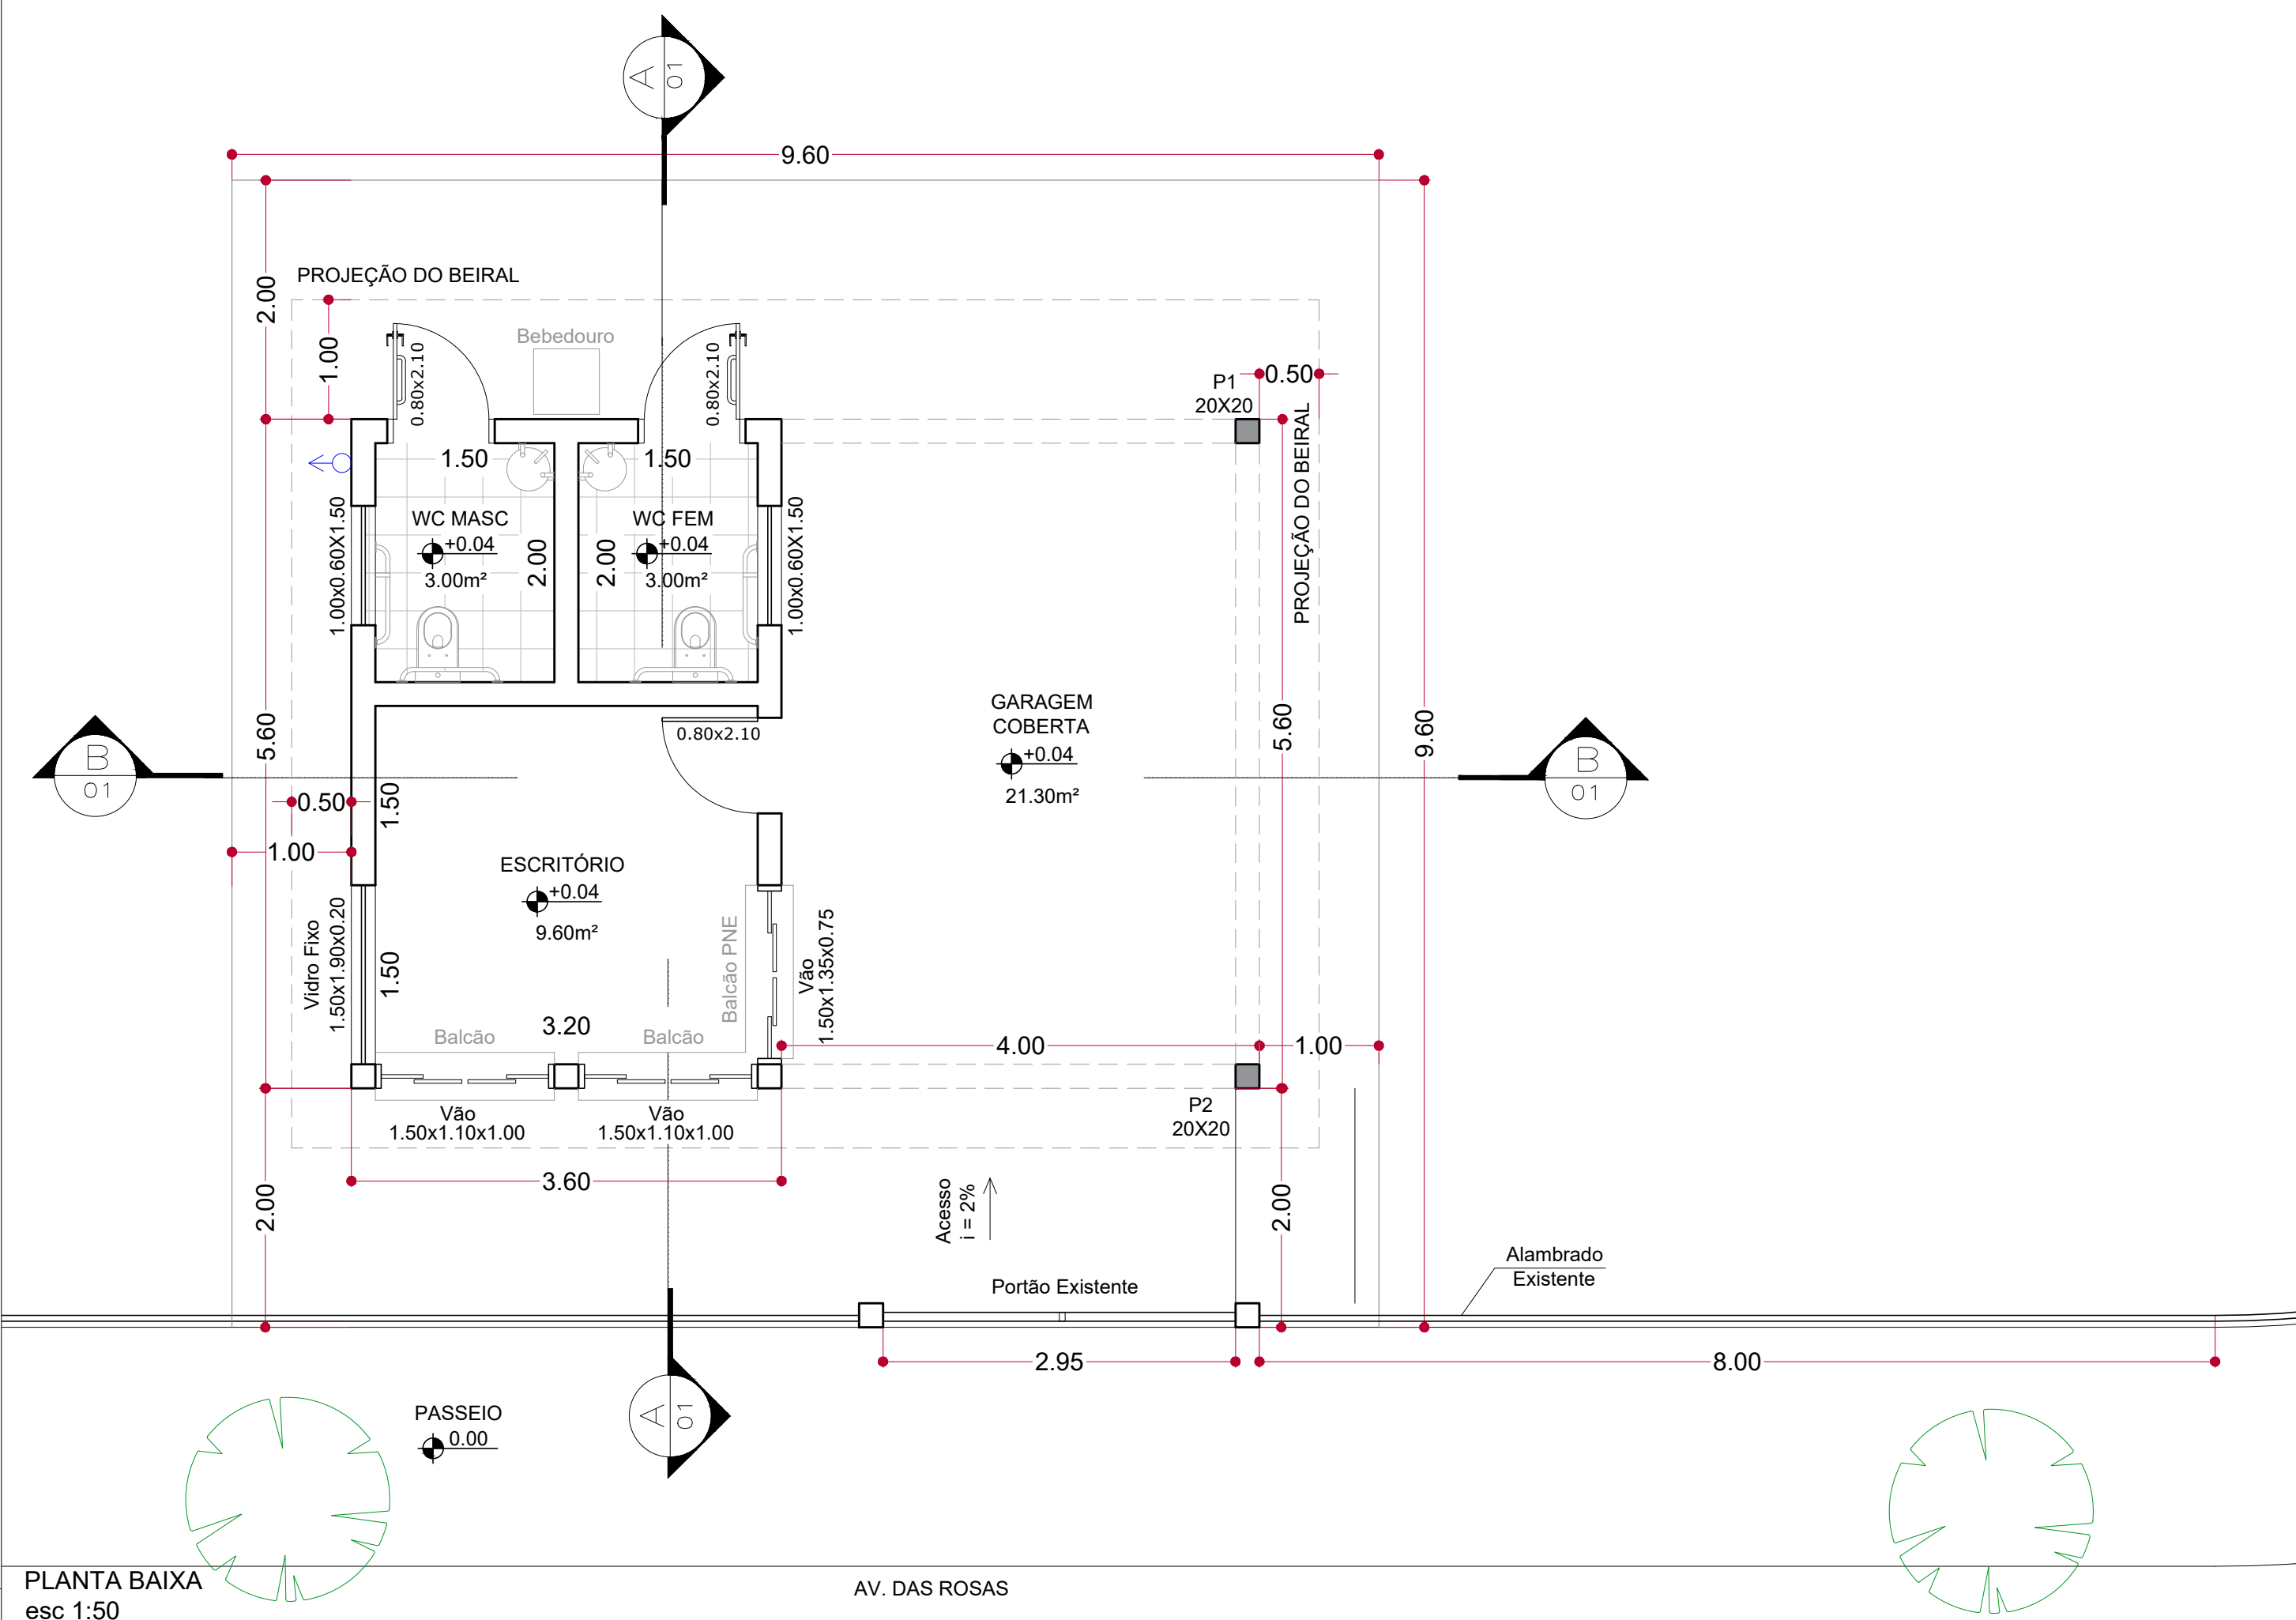 A
01
9.60
PROJEÇÃO DO BEIRAL
2.00
1.00
Bebedouro
0.80x2.10
0.80x2.10
P1
20X20
0.50
PROJEÇÃO DO BEIRAL
1.50
1.50
WC MASC
+0.04
3.00m²
2.00
WC FEM
+0.04
3.00m²
2.00
1.00x0.60X1.50
1.00x0.60X1.50
GARAGEM
COBERTA
+0.04
21.30m²
0.80x2.10
5.60
5.60
9.60
B
01
B
01
0.50
1.50
1.00
ESCRITÓRIO
+0.04
9.60m²
Vidro Fixo
1.50x1.90x0.20
1.50
Balcão PNE
Vão
1.50x1.35x0.75
3.20
Balcão
Balcão
4.00
1.00
Vão
1.50x1.10x1.00
Vão
1.50x1.10x1.00
P2
20X20
3.60
2.00
Acesso
i = 2%
2.00
Alambrado
Existente
Portão Existente
2.95
8.00
A
01
PASSEIO
0.00
PLANTA BAIXA
esc 1:50
AV. DAS ROSAS